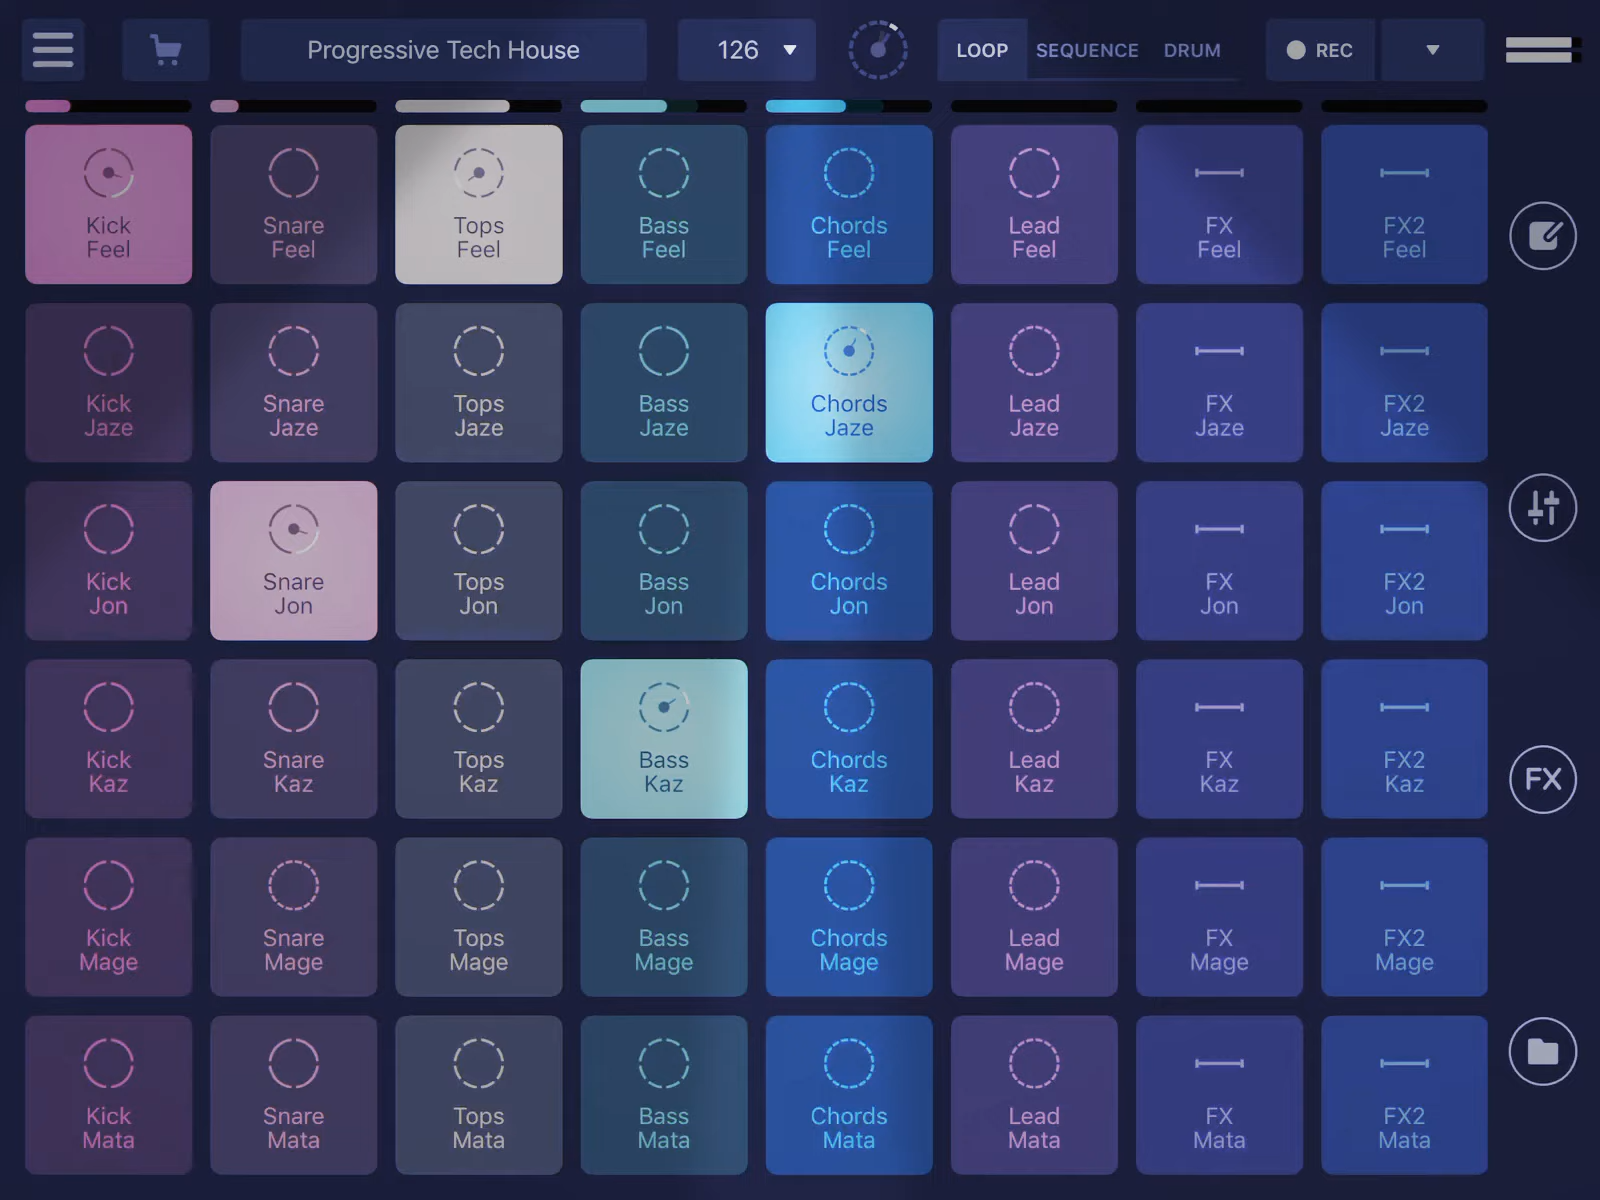 Progressive Tech House
126
LOOP
SEQUENCE
DRUM
REC
Kick
Feel
Snare
Feel
Tops
Feel
Bass
Feel
Chords
Feel
Lead
Feel
FX
Feel
FX2
Feel
Kick
Jaze
Snare
Jaze
Tops
Jaze
Bass
Jaze
Chords
Jaze
Lead
Jaze
FX
Jaze
FX2
Jaze
Kick
Jon
Snare
Jon
Tops
Jon
Bass
Jon
Chords
Jon
Lead
Jon
FX
Jon
FX2
Jon
Kick
Kaz
Snare
Kaz
Tops
Kaz
Bass
Kaz
Chords
Kaz
Lead
Kaz
FX
Kaz
FX2
Kaz
FX
Kick
Mage
Snare
Mage
Tops
Mage
Bass
Mage
Chords
Mage
Lead
Mage
FX
Mage
FX2
Mage
Kick
Mata
Snare
Mata
Tops
Mata
Bass
Mata
Chords
Mata
Lead
Mata
FX
Mata
FX2
Mata